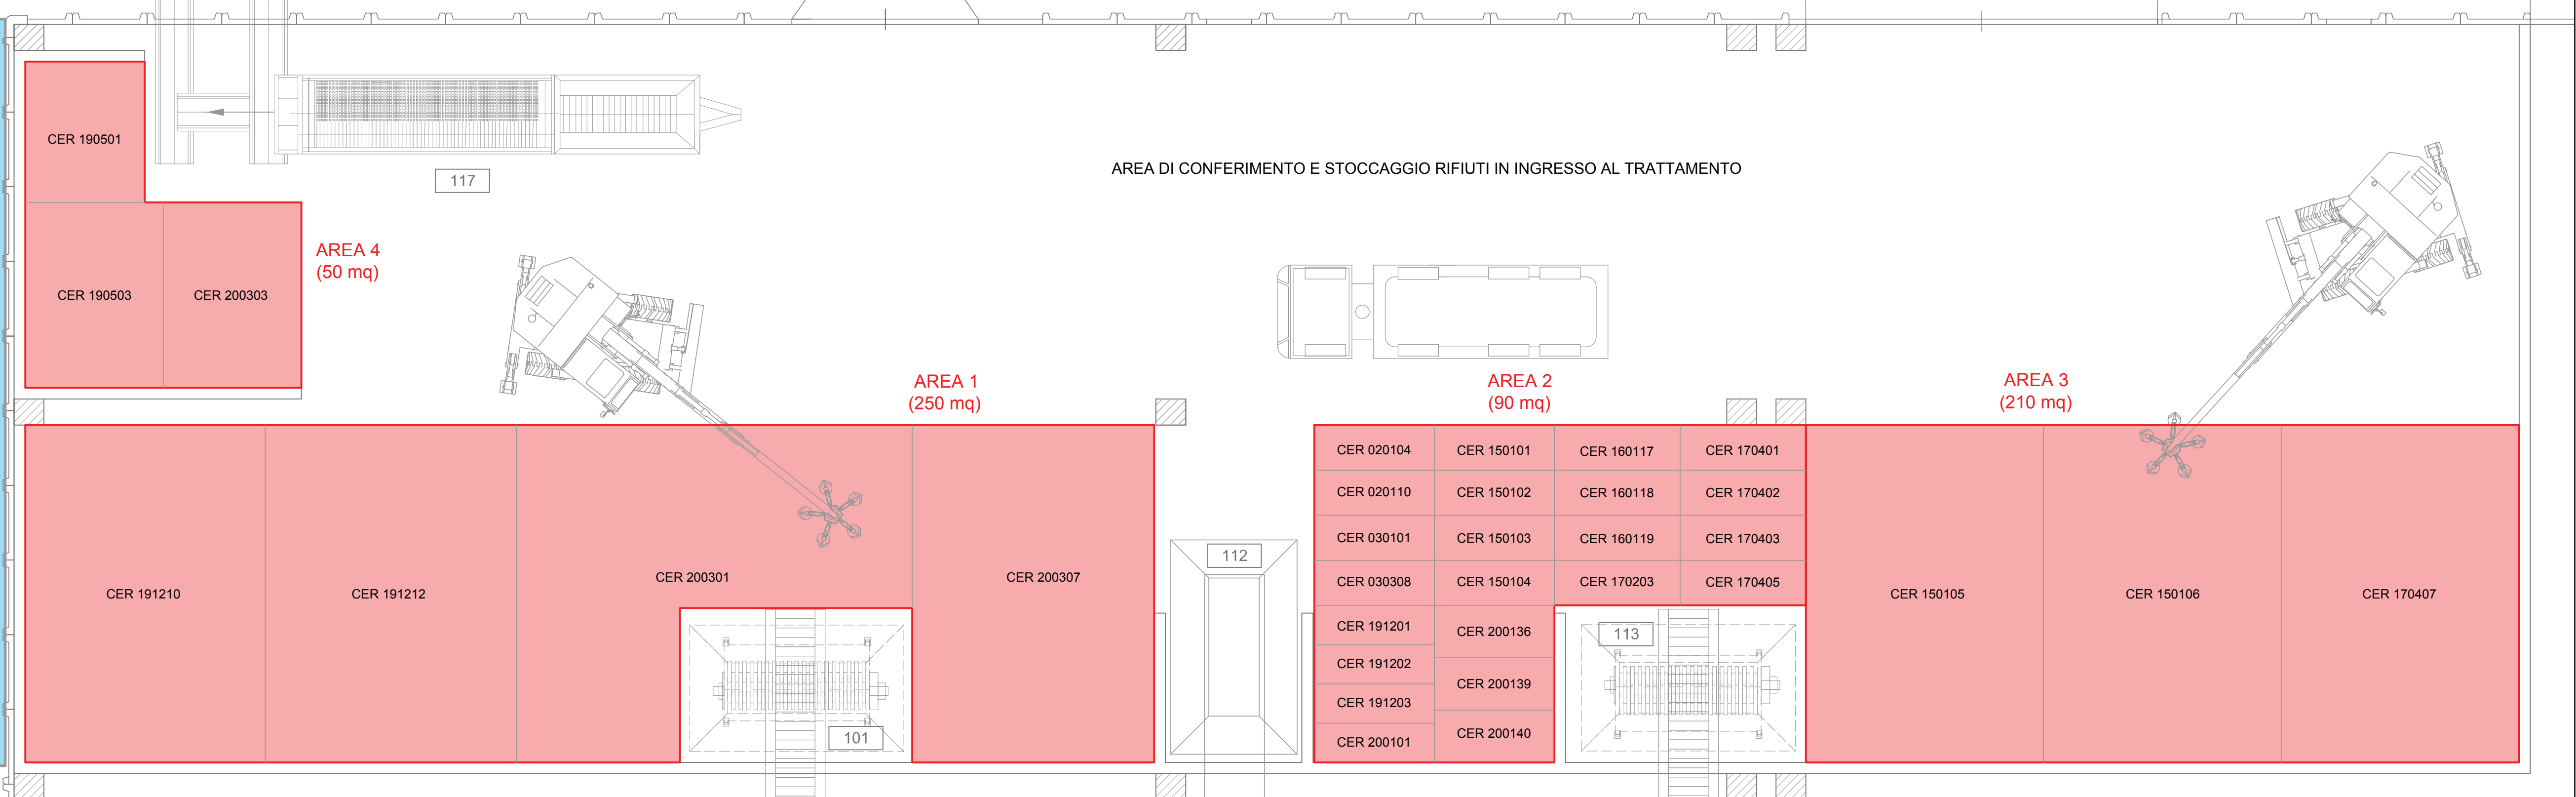 AREA DI CONFERIMENTO E STOCCAGGIO RIFIUTI IN INGRESSO AL TRATTAMENTO
117
CER 190501
CER 190503
CER 200303
AREA 4
(50 mq)
AREA 1
(250 mq)
CER 191210
CER 191212
CER 200301
CER 200307
101
112
AREA 2
(90 mq)
CER 020104
CER 150101
CER 160117
CER 170401
CER 020110
CER 150102
CER 160118
CER 170402
CER 030101
CER 150103
CER 160119
CER 170403
CER 030308
CER 150104
CER 170203
CER 170405
CER 191201
CER 191202
CER 191203
CER 200101
CER 200136
CER 200139
CER 200140
113
AREA 3
(210 mq)
CER 150105
CER 150106
CER 170407